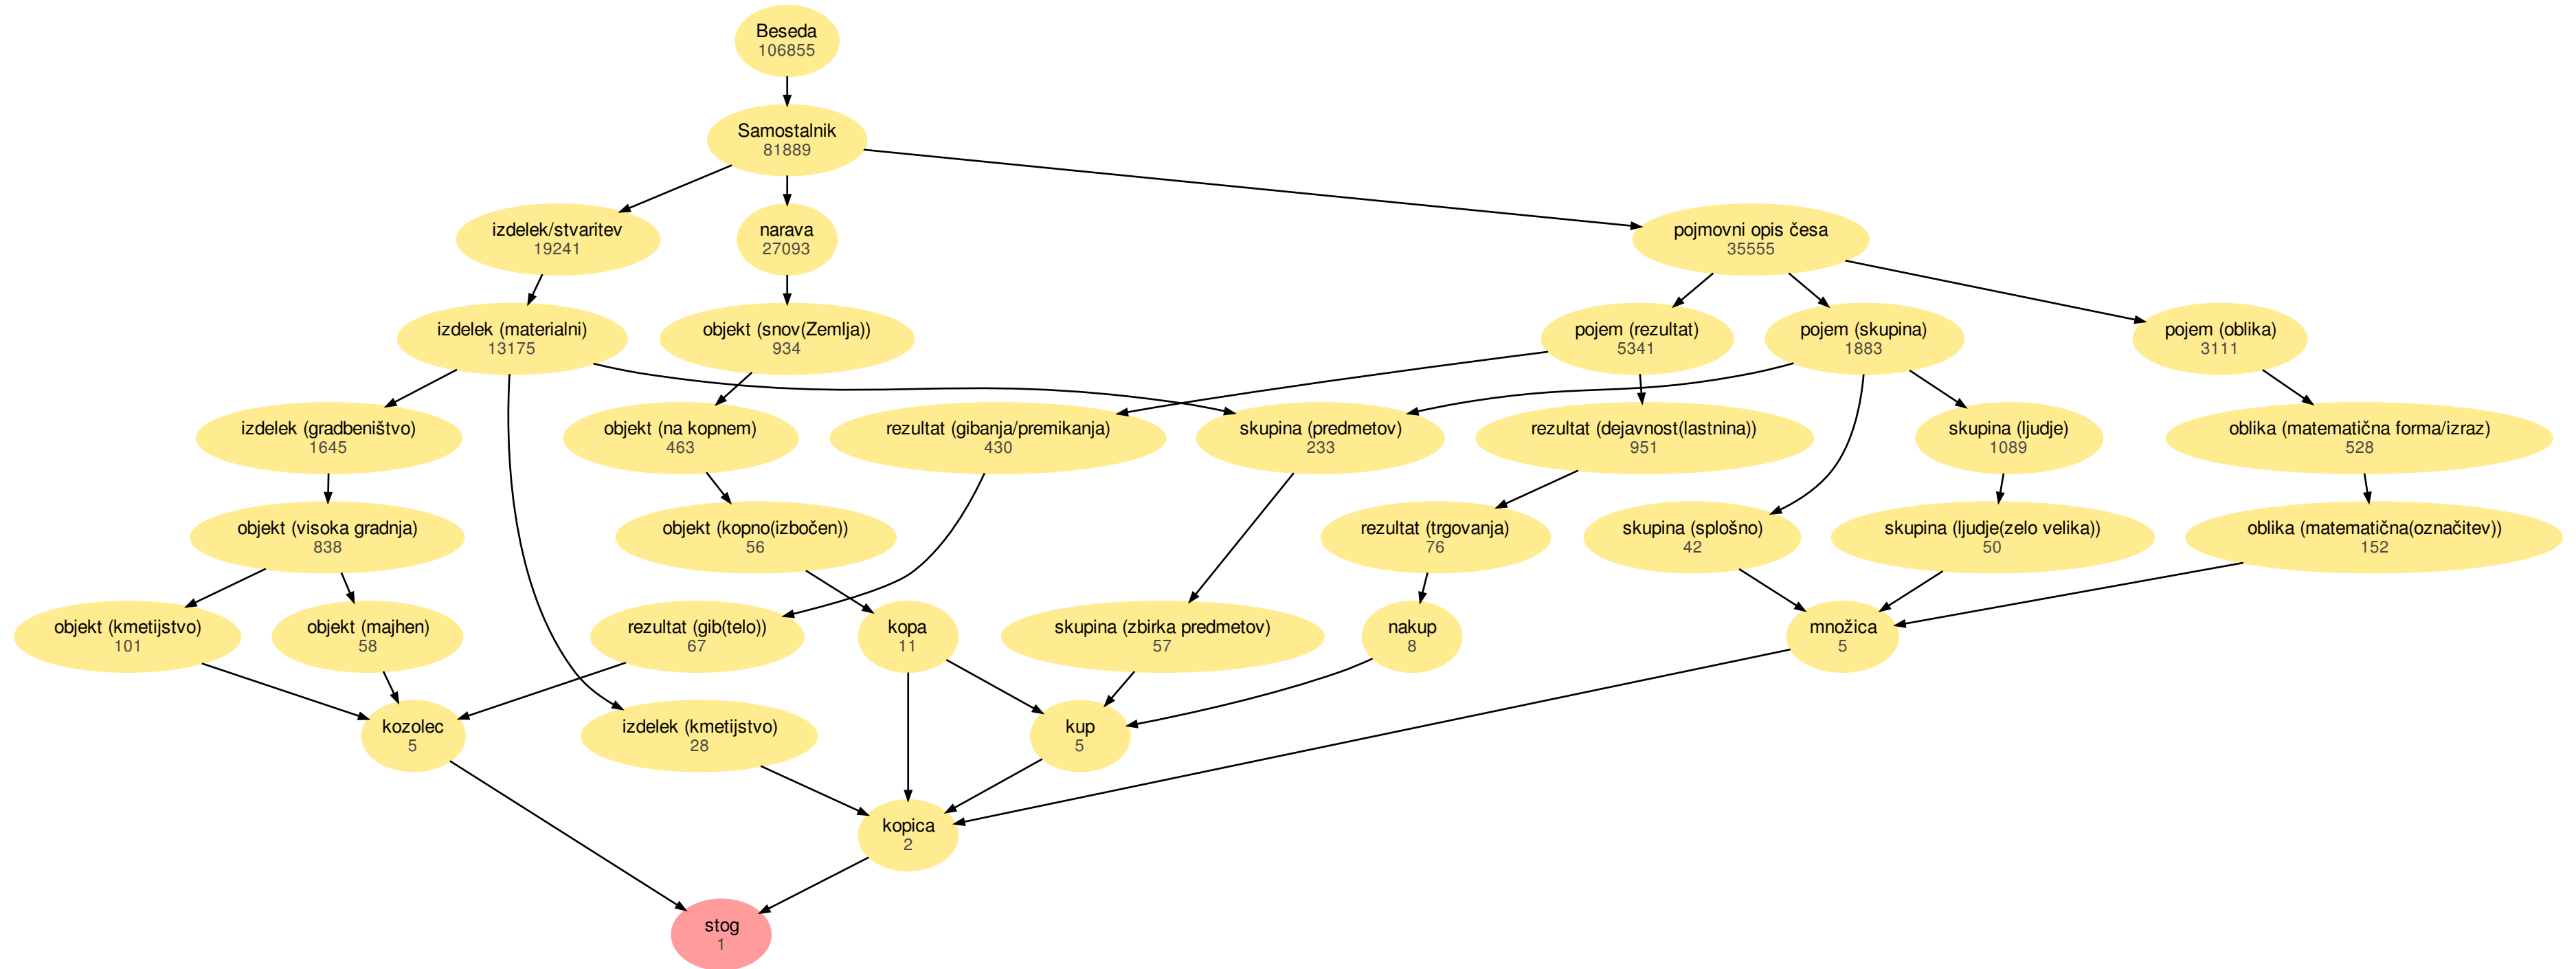 Beseda
106855
Samostalnik
81889
izdelek/stvaritev
19241
narava
27093
pojmovni opis česa
35555
izdelek (materialni)
13175
objekt (snov(Zemlja))
934
pojem (rezultat)
5341
pojem (skupina)
1883
pojem (oblika)
3111
izdelek (gradbeništvo)
1645
objekt (na kopnem)
463
rezultat (gibanja/premikanja)
430
skupina (predmetov)
233
rezultat (dejavnost(lastnina))
951
skupina (ljudje)
1089
oblika (matematična forma/izraz)
528
objekt (visoka gradnja)
838
objekt (kopno(izbočen))
56
rezultat (trgovanja)
76
skupina (splošno)
42
skupina (ljudje(zelo velika))
50
oblika (matematična(označitev))
152
objekt (kmetijstvo)
101
objekt (majhen)
58
rezultat (gib(telo))
67
kopa
11
skupina (zbirka predmetov)
57
nakup
8
množica
5
kozolec
5
izdelek (kmetijstvo)
28
kup
5
kopica
2
stog
1